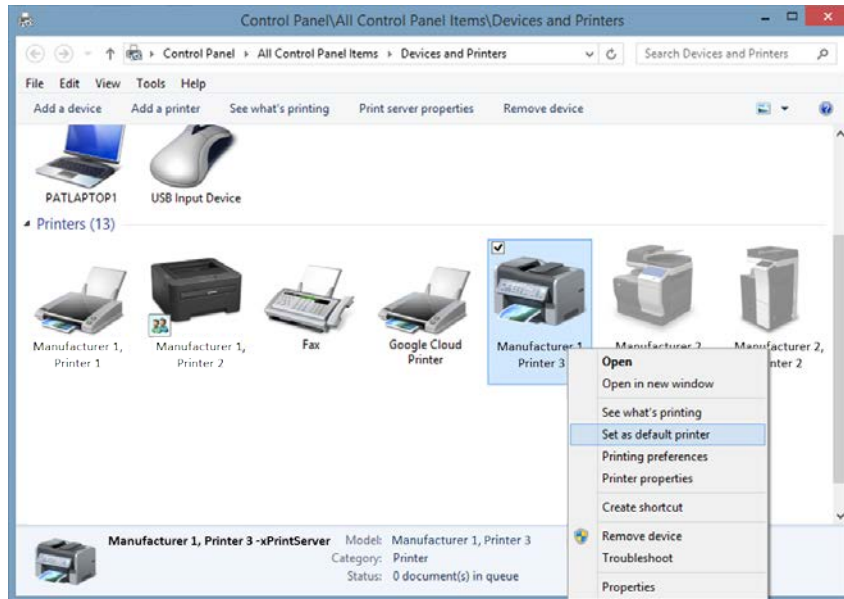 Control Panel\All Control Panel Items\Devices and Printers
Control Panel All Control Panel Items Devices and Printers Search Devices and Printers
File Edit View Tools Help
Add a device Add a printer See what's printing Print server properties Remove device
PATLAPTOP1 USB Input Device
Printers (13)
Manufacturer 1, Manufacturer 1, Fax Google Cloud Manufacturer 1 Manufacturer 2 Manufacturer 2,
Printer 1 Printer 2 Printer Printer 3 nter 2
Open
Open in new window
See what's printing
Set as default printer
Printing preferences
Printer properties
Create shortcut
Remove device
Troubleshoot
Properties
Manufacturer 1, Printer 3 -xPrintServer Model: Manufacturer 1, Printer 3
Category: Printer
Status: 0 document(s) in queue